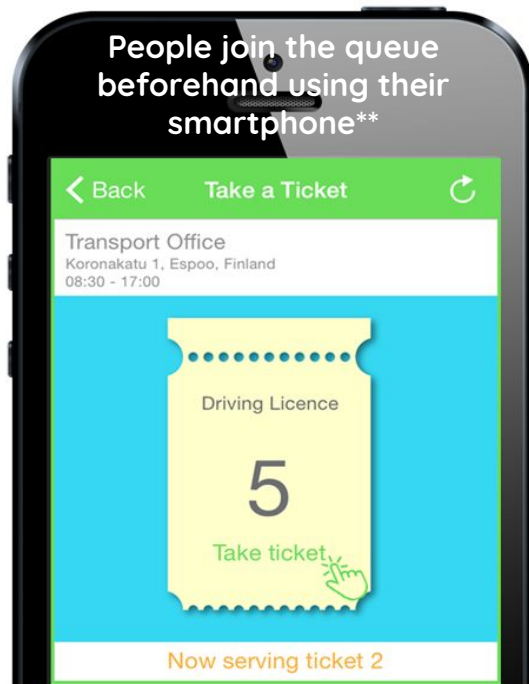 People join the queue
beforehand using their
smartphone**
Back Take a Ticket
Transport Office
Koronakatu 1, Espoo, Finland
08:30 - 17:00
Driving Licence
5
Take ticket
Now serving ticket 2